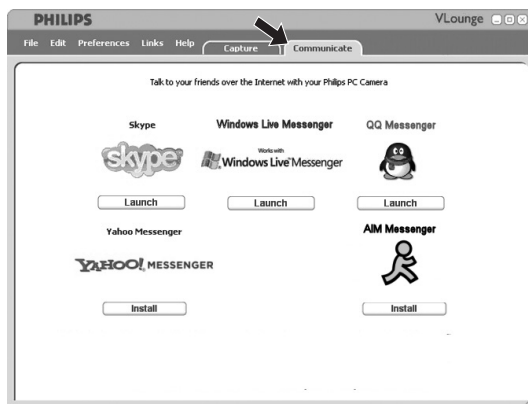 PHILIPS VLounge
File Edit Preferences Links Help Capture Communicate
Talk to your friends over the Internet with your Philips PC Camera
Skype Windows Live Messenger QQ Messenger
skype Works with
Windows Live™ Messenger
Launch Launch Launch
Yahoo Messenger AIM Messenger
YAHOO! MESSENGER
Install Install